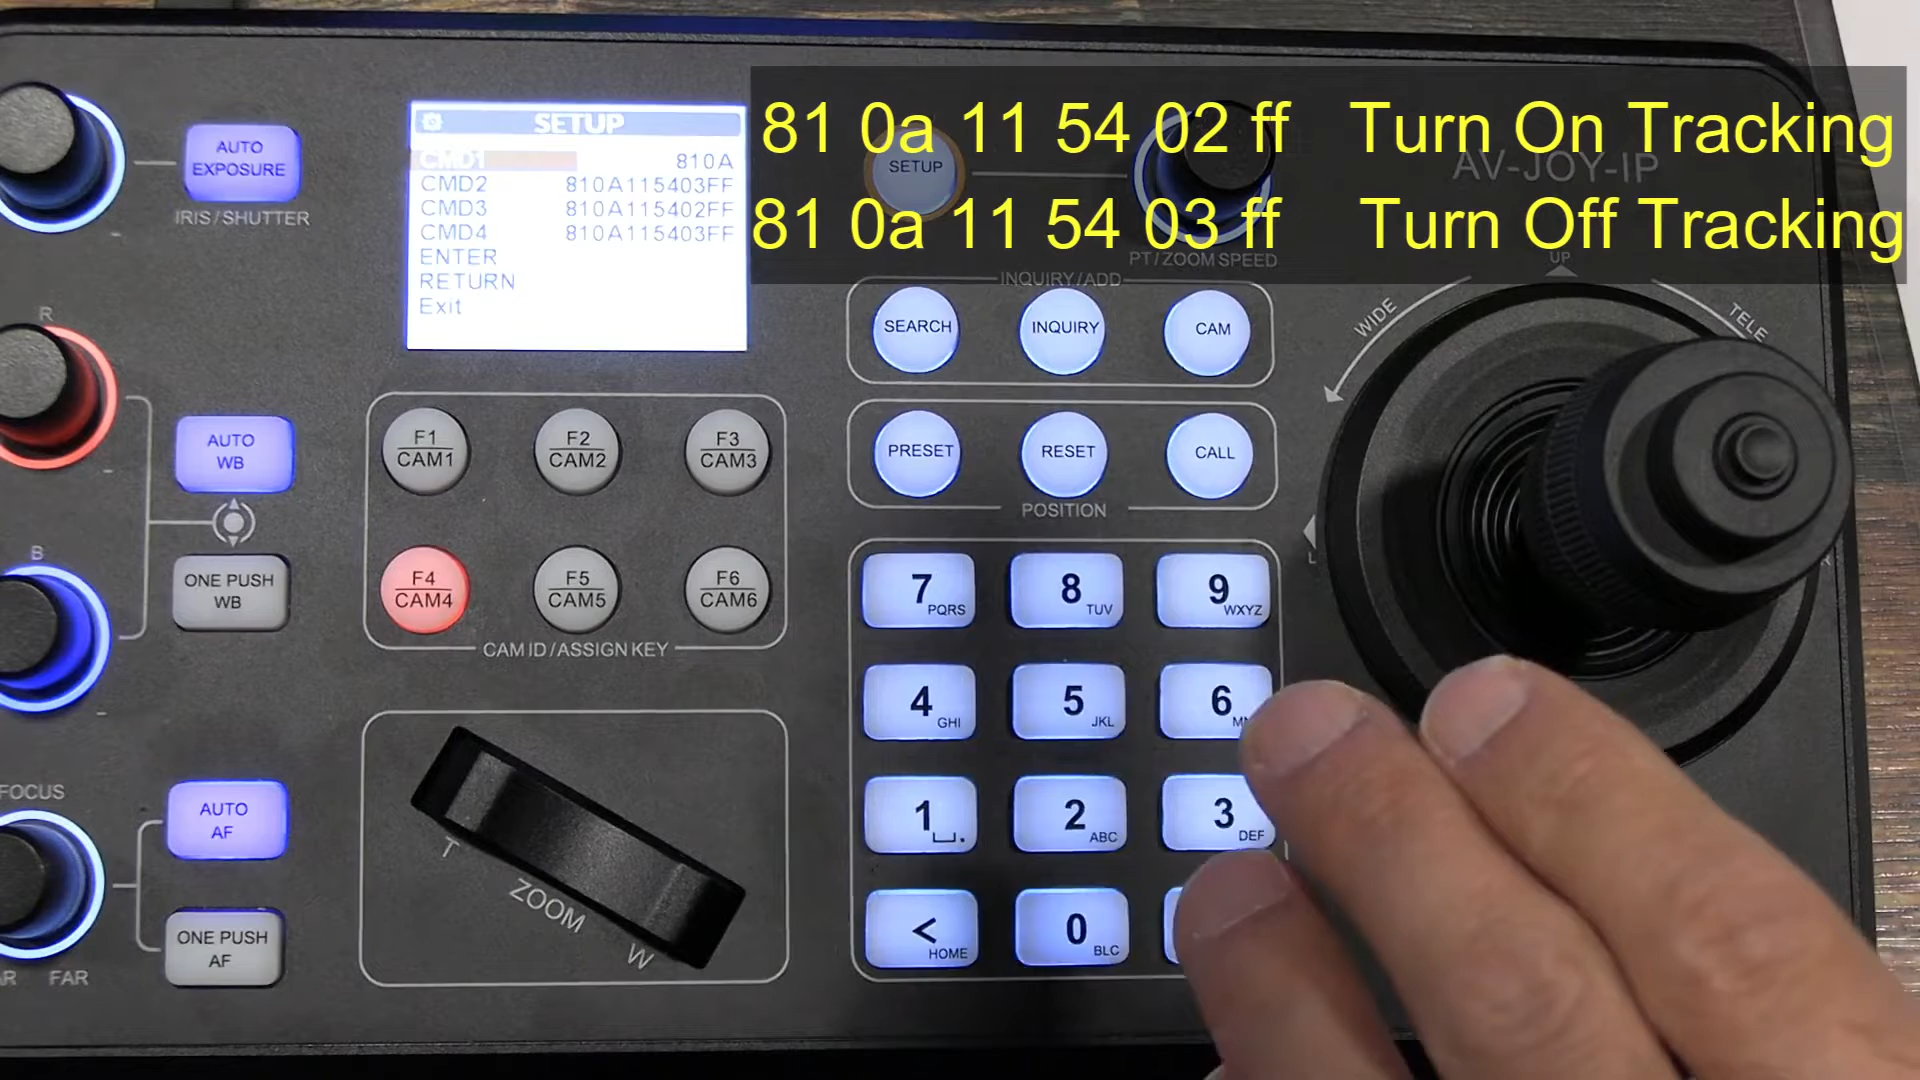 81 0a 11 54 02 ff Turn On Tracking
81 0a 11 54 03 ff Turn Off Tracking
AV-JOY-IP
SETUP
CMD1 810A
CMD2 810A115403FF
CMD3 810A115402FF
CMD4 810A115403FF
ENTER
RETURN
Exit
AUTO
EXPOSURE
IRIS/SHUTTER
R
AUTO
WB
B
ONE PUSH
WB
FOCUS
AUTO
AF
ONE PUSH
AF
FAR
F1
CAM1
F2
CAM2
F3
CAM3
F4
CAM4
F5
CAM5
F6
CAM6
CAM ID/ASSIGN KEY
T
ZOOM
W
SETUP
PT/ZOOM SPEED
INQUIRY/ADD
SEARCH
INQUIRY
CAM
PRESET
RESET
CALL
POSITION
7 PQRS
8 TUV
9 WXYZ
4 GHI
5 JKL
6
1
2 ABC
3 DEF
< HOME
0 BLC
UP
WIDE
TELE
L